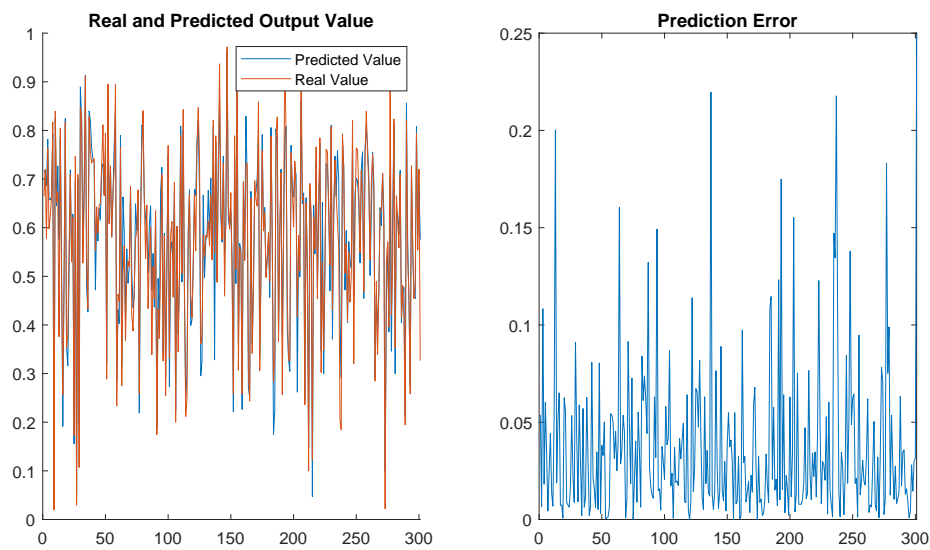 Real and Predicted Output Value
1
0.9
0.8
0.7
0.6
0.5
0.4
0.3
0.2
0.1
0
0 50 100 150 200 250 300
Predicted Value
Real Value
Prediction Error
0.25
0.2
0.15
0.1
0.05
0
0 50 100 150 200 250 300